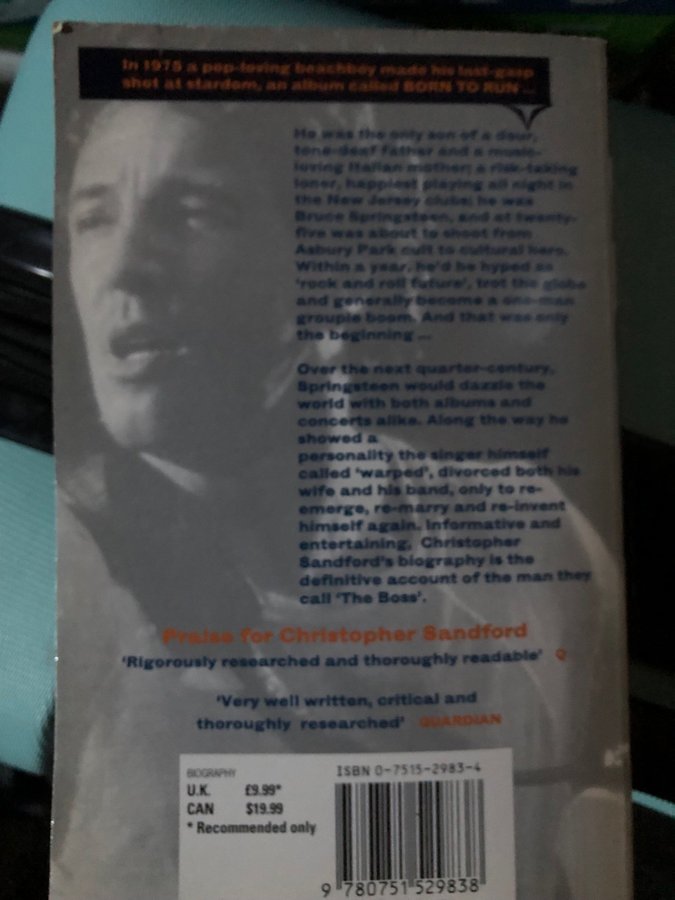 In 1975 a pop-loving beachboy made his last-gasp
shot at stardom, an album called BORN TO RUN ...
He was the only son of a dour,
tone-deaf father and a music-
loving Italian mother; a risk-taking
loner, happiest playing all night in
the New Jersey clubs; he was
Bruce Springsteen, and at twenty-
five was about to shoot from
Asbury Park cult to cultural hero.
Within a year, he'd be hyped as
'rock and roll future', trot the globe
and generally become a one-man
groupie boom. And that was only
the beginning ...
Over the next quarter-century,
Springsteen would dazzle the
world with both albums and
concerts alike. Along the way he
showed a
personality the singer himself
called 'warped', divorced both his
wife and his band, only to re-
emerge, re-marry and re-invent
himself again. Informative and
entertaining, Christopher
Sandford's biography is the
definitive account of the man they
call 'The Boss'.
Praise for Christopher Sandford
'Rigorously researched and thoroughly readable' Q
'Very well written, critical and
thoroughly researched' GUARDIAN
BIOGRAPHY
U.K. £9.99*
CAN $19.99
* Recommended only
ISBN 0-7515-2983-4
9 780751 529838